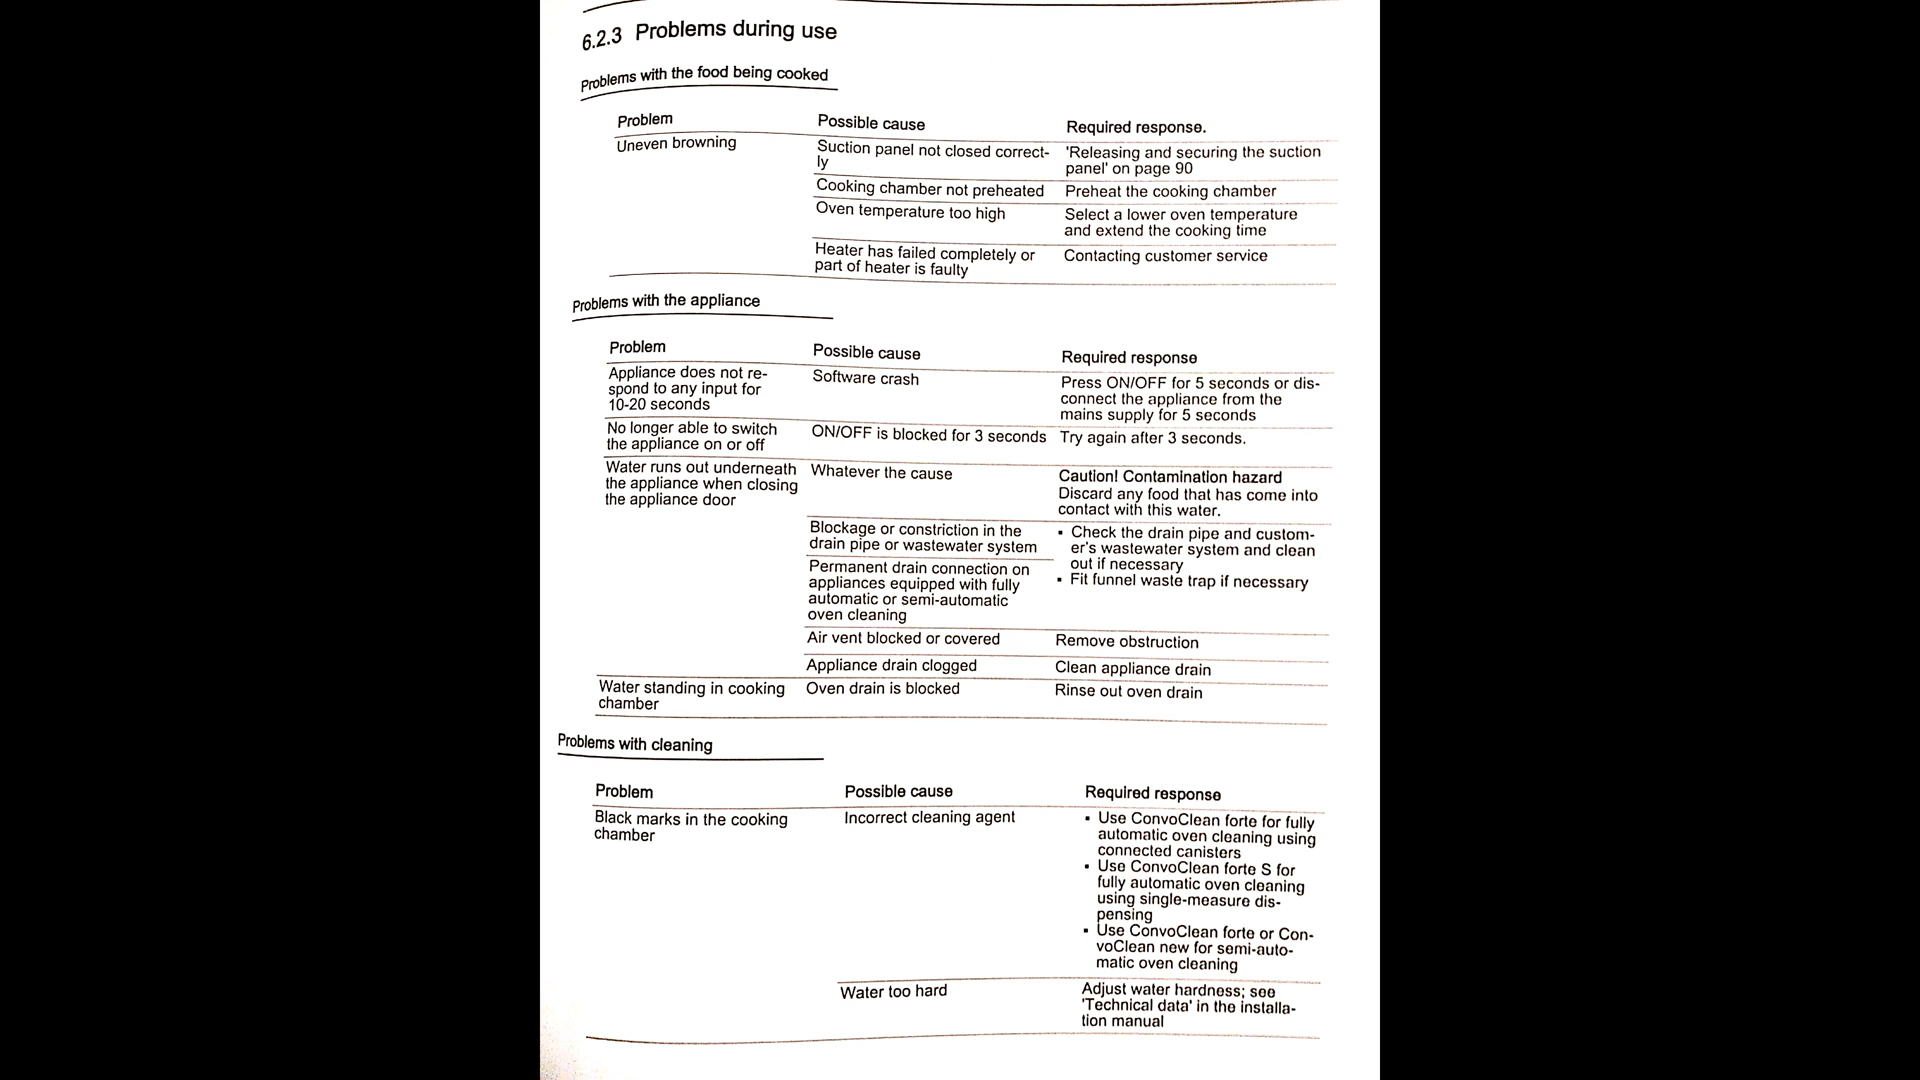 6.2.3 Problems during use
Problems with the food being cooked
Problem Possible cause Required response.
Uneven browning Suction panel not closed correct- 'Releasing and securing the suction
ly panel' on page 90
Cooking chamber not preheated Preheat the cooking chamber
Oven temperature too high Select a lower oven temperature
and extend the cooking time
Heater has failed completely or Contacting customer service
part of heater is faulty
Problems with the appliance
Problem Possible cause Required response
Appliance does not re- Software crash Press ON/OFF for 5 seconds or dis-
spond to any input for connect the appliance from the
10-20 seconds mains supply for 5 seconds
No longer able to switch ON/OFF is blocked for 3 seconds Try again after 3 seconds.
the appliance on or off
Water runs out underneath Whatever the cause Caution! Contamination hazard
the appliance when closing Discard any food that has come into
the appliance door contact with this water.
Blockage or constriction in the ▪ Check the drain pipe and custom-
drain pipe or wastewater system er's wastewater system and clean
Permanent drain connection on out if necessary
appliances equipped with fully ▪ Fit funnel waste trap if necessary
automatic or semi-automatic
oven cleaning
Air vent blocked or covered Remove obstruction
Appliance drain clogged Clean appliance drain
Water standing in cooking Oven drain is blocked Rinse out oven drain
chamber
Problems with cleaning
Problem Possible cause Required response
Black marks in the cooking Incorrect cleaning agent ▪ Use ConvoClean forte for fully
chamber automatic oven cleaning using
connected canisters
▪ Use ConvoClean forte S for
fully automatic oven cleaning
using single-measure dis-
pensing
▪ Use ConvoClean forte or Con-
voClean new for semi-auto-
matic oven cleaning
Water too hard Adjust water hardness; see
'Technical data' in the installa-
tion manual